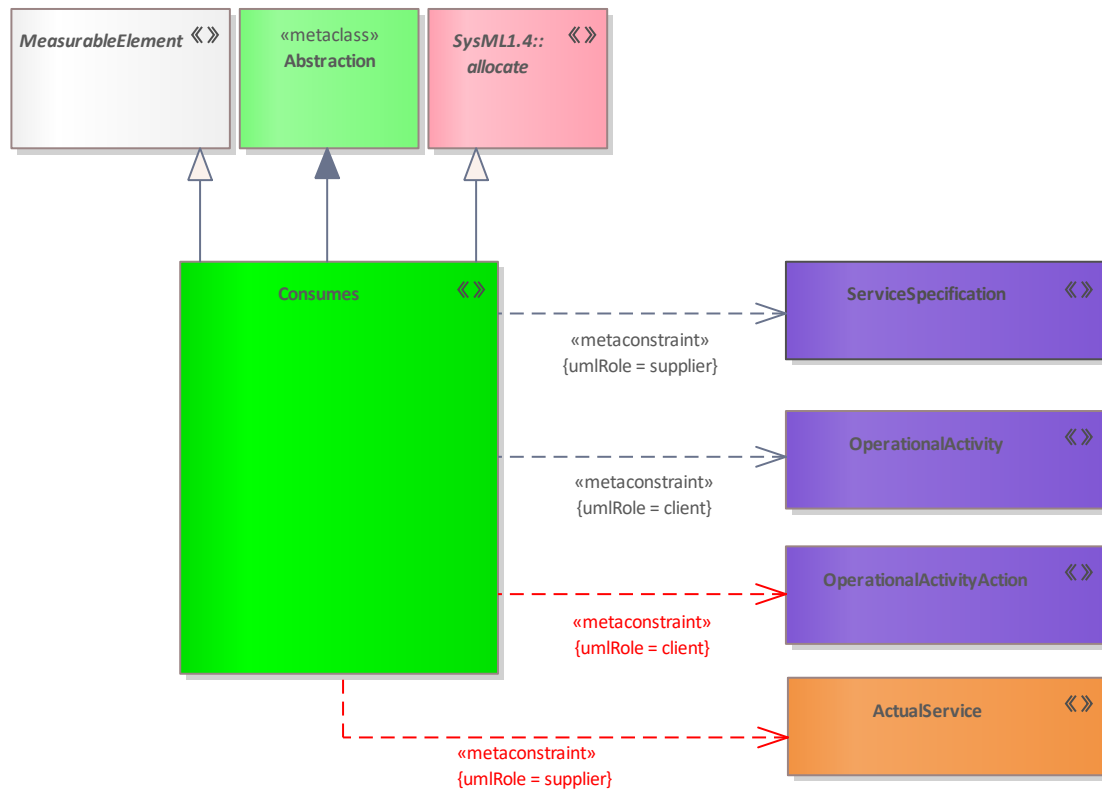 MeasurableElement
«metaclass»
Abstraction
SysML1.4::
allocate
Consumes
ServiceSpecification
«metaconstraint»
{umlRole = supplier}
OperationalActivity
«metaconstraint»
{umlRole = client}
OperationalActivityAction
«metaconstraint»
{umlRole = client}
ActualService
«metaconstraint»
{umlRole = supplier}